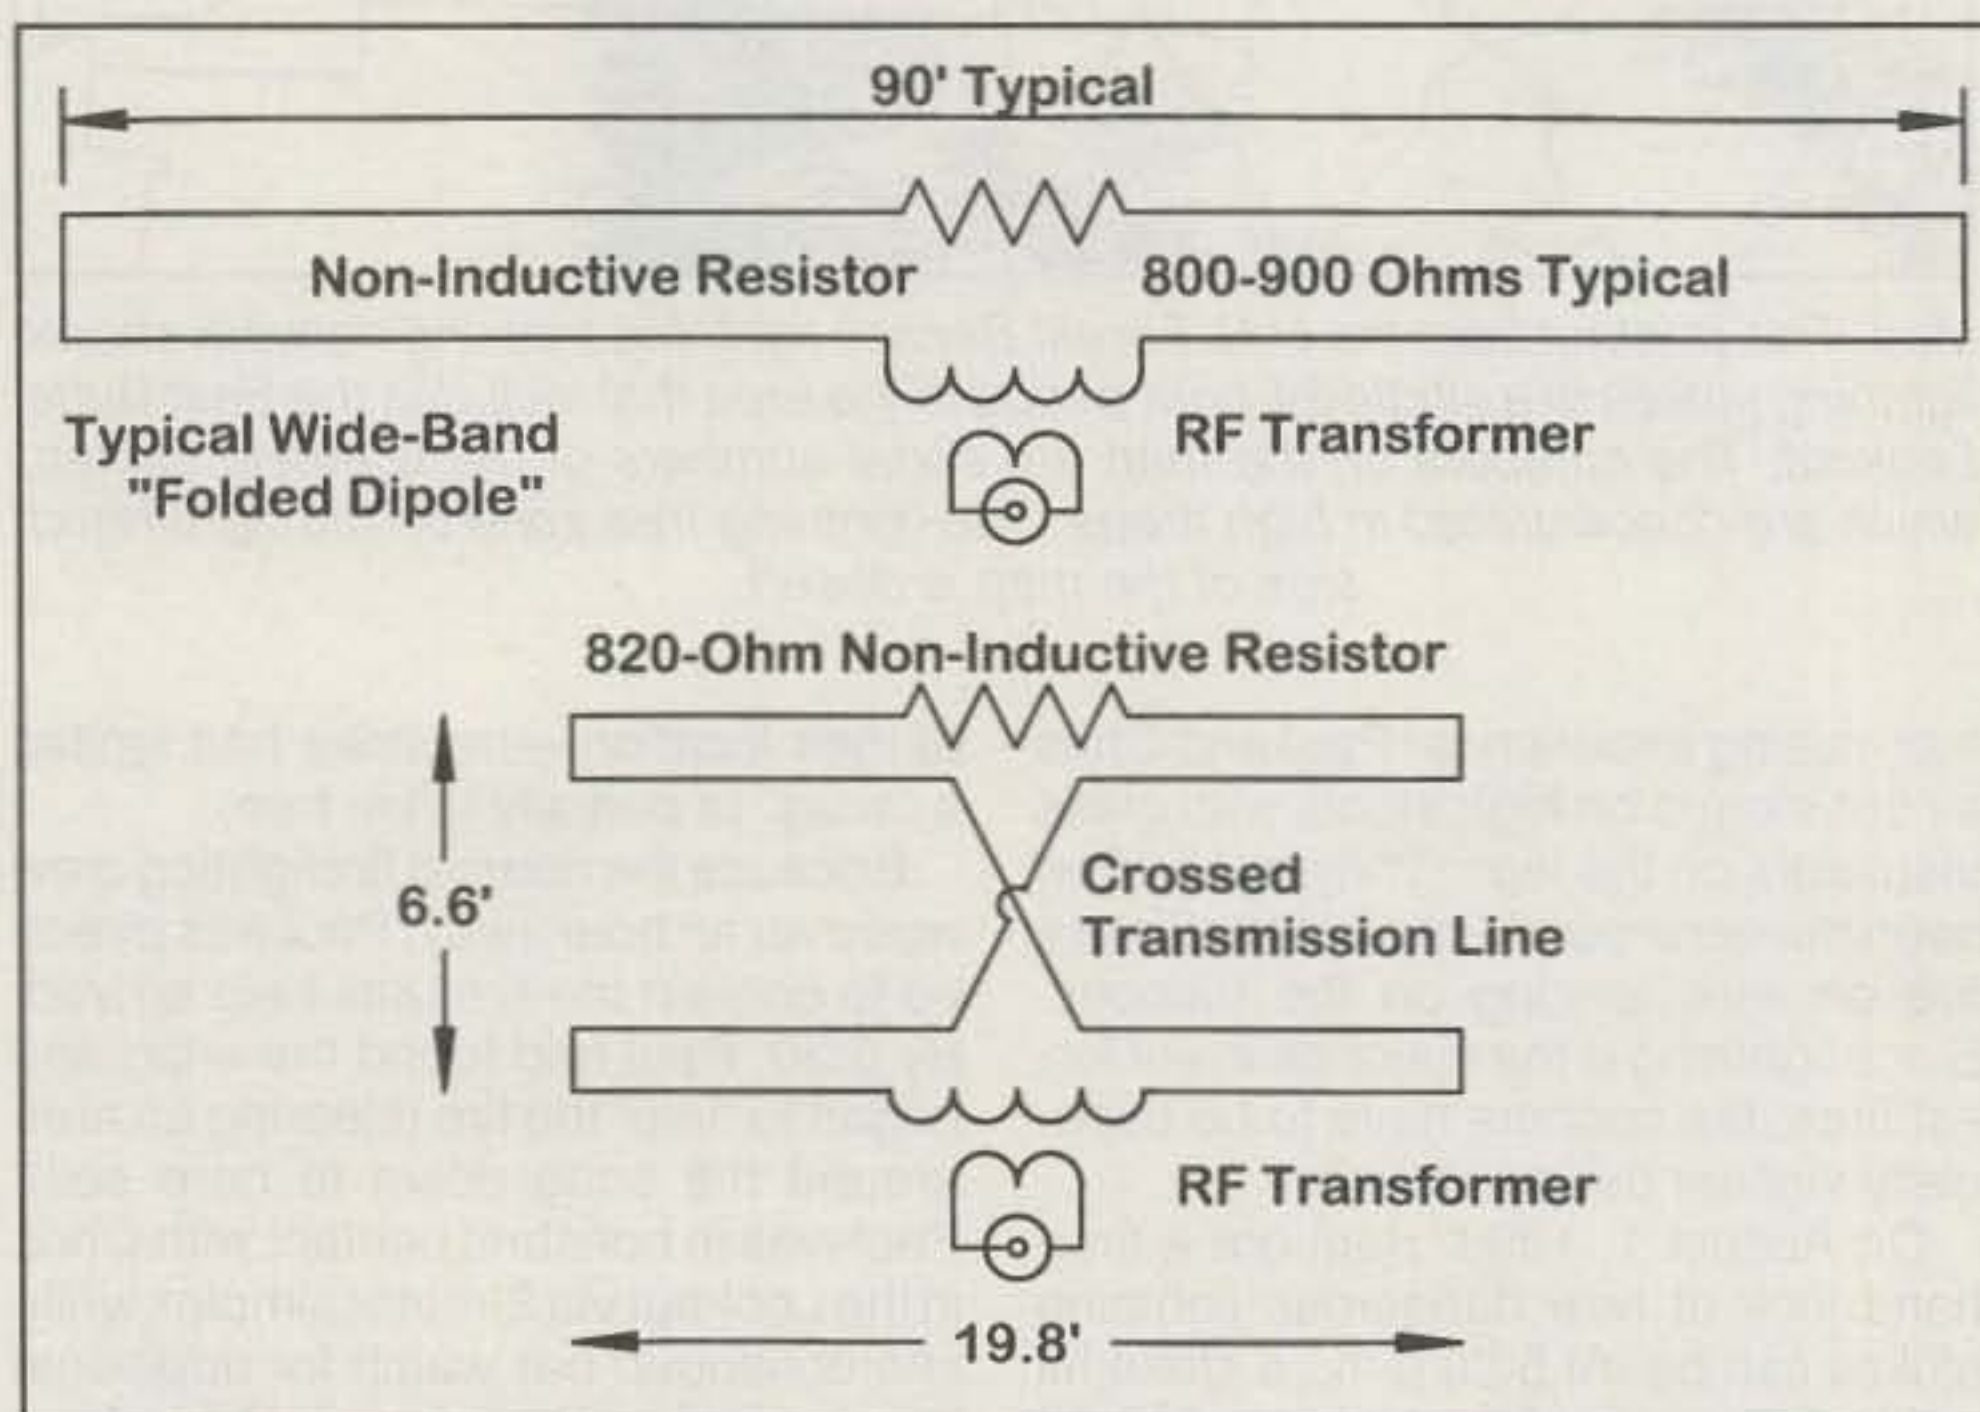 90' Typical
Non-Inductive Resistor
800-900 Ohms Typical
Typical Wide-Band
"Folded Dipole"
RF Transformer
820-Ohm Non-Inductive Resistor
6.6'
Crossed
Transmission Line
RF Transformer
19.8'